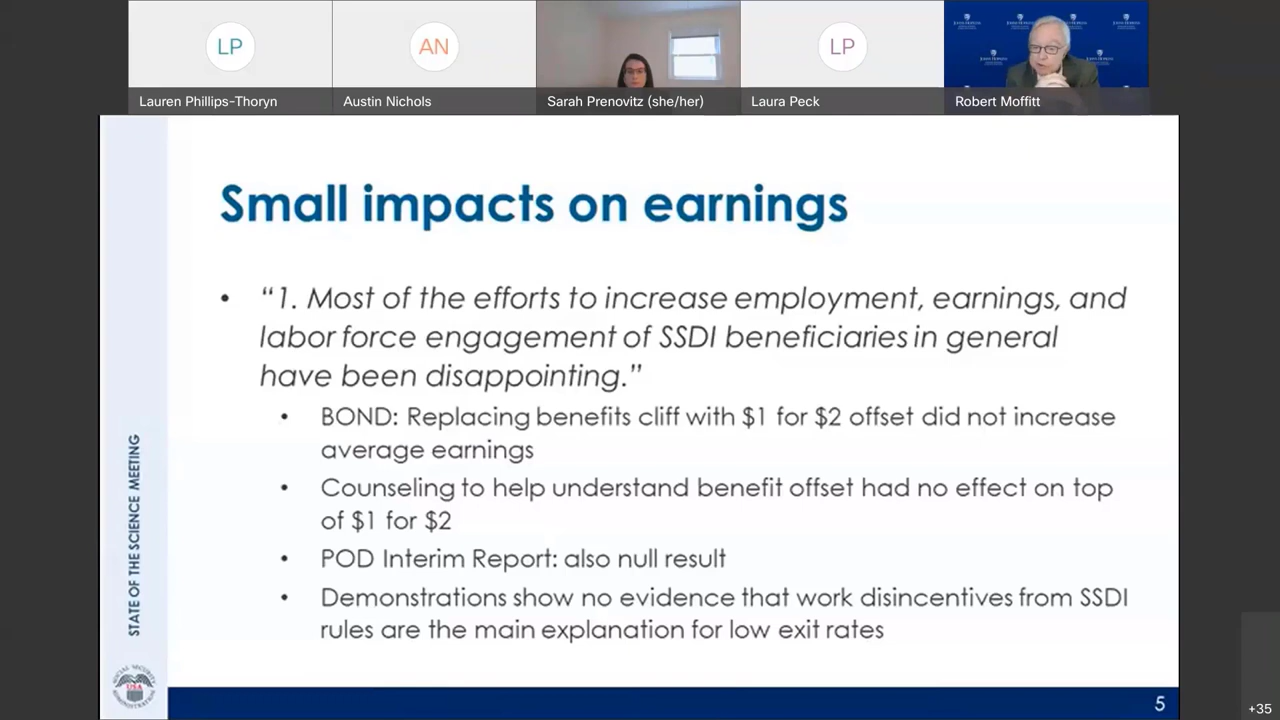 LP
AN
LP
Lauren Phillips-Thoryn
Austin Nichols
Sarah Prenovitz (she/her)
Laura Peck
Robert Moffitt
Small impacts on earnings
• “1. Most of the efforts to increase employment, earnings, and
labor force engagement of SSDI beneficiaries in general
have been disappointing.”
• BOND: Replacing benefits cliff with $1 for $2 offset did not increase
average earnings
• Counseling to help understand benefit offset had no effect on top
of $1 for $2
• POD Interim Report: also null result
• Demonstrations show no evidence that work disincentives from SSDI
rules are the main explanation for low exit rates
STATE OF THE SCIENCE MEETING
SOCIAL SECURITY
USA
ADMINISTRATION
5
+35